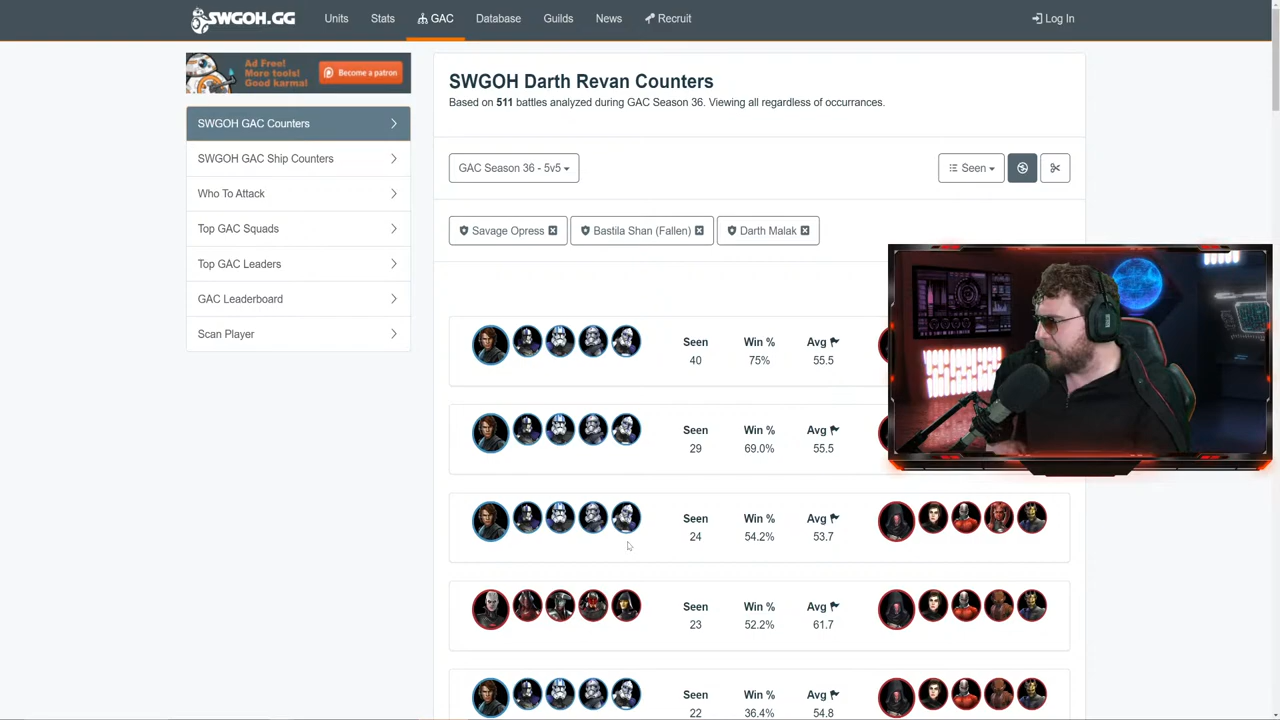 SWGOH.GG
Units
Stats
GAC
Database
Guilds
News
Recruit
Log In
Ad Free!
More tools!
Good karma!
Become a patron
SWGOH GAC Counters
SWGOH GAC Ship Counters
Who To Attack
Top GAC Squads
Top GAC Leaders
GAC Leaderboard
Scan Player
SWGOH Darth Revan Counters
Based on 511 battles analyzed during GAC Season 36. Viewing all regardless of occurrances.
GAC Season 36 - 5v5
Seen
Savage Opress
Bastila Shan (Fallen)
Darth Malak
Seen Win % Avg
40 75% 55.5
Seen Win % Avg
29 69.0% 55.5
Seen Win % Avg
24 54.2% 53.7
Seen Win % Avg
23 52.2% 61.7
Seen Win % Avg
22 36.4% 54.8